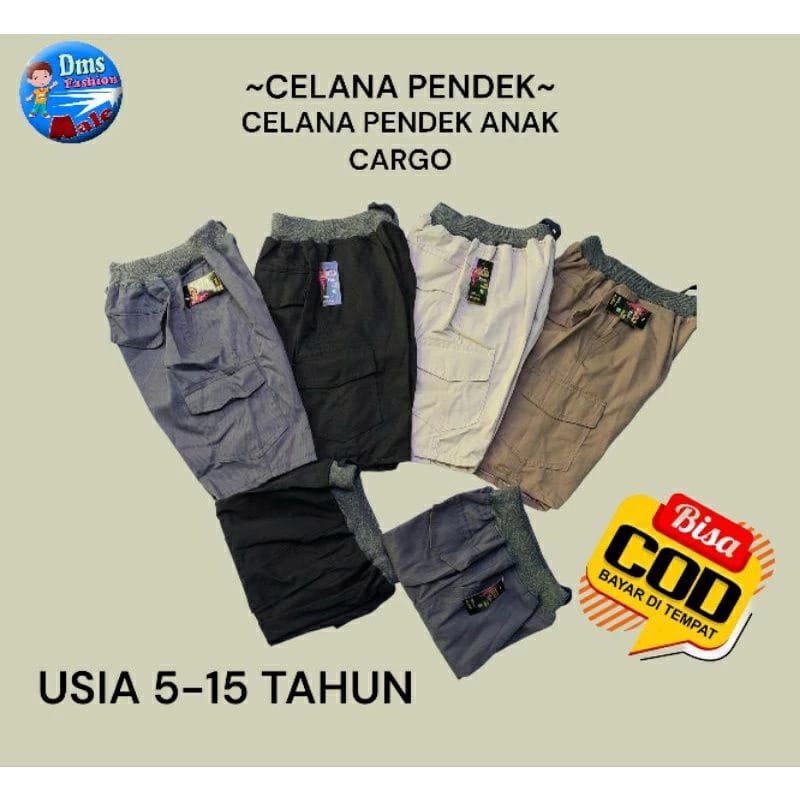 Dms
Fashion
~CELANA PENDEK~
CELANA PENDEK ANAK
CARGO
Bisa
COD
BAYAR DI TEMPAT
USIA 5-15 TAHUN